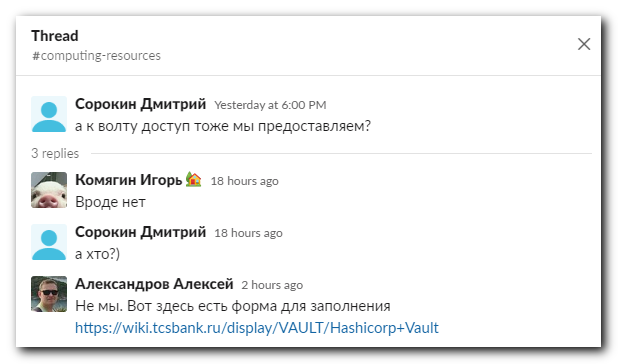 Thread
#computing-resources
Сорокин Дмитрий Yesterday at 6:00 PM
а к волту доступ тоже мы предоставляем?
3 replies
Комягин Игорь 18 hours ago
Вроде нет
Сорокин Дмитрий 18 hours ago
а хто?)
Александров Алексей 2 hours ago
Не мы. Вот здесь есть форма для заполнения
https://wiki.tcsbank.ru/display/VAULT/Hashicorp+Vault